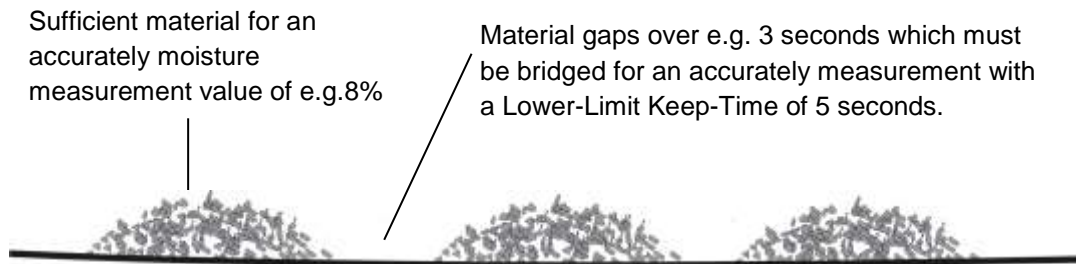 Sufficient material for an
accurately moisture
measurement value of e.g.8%
Material gaps over e.g. 3 seconds which must
be bridged for an accurately measurement with
a Lower-Limit Keep-Time of 5 seconds.